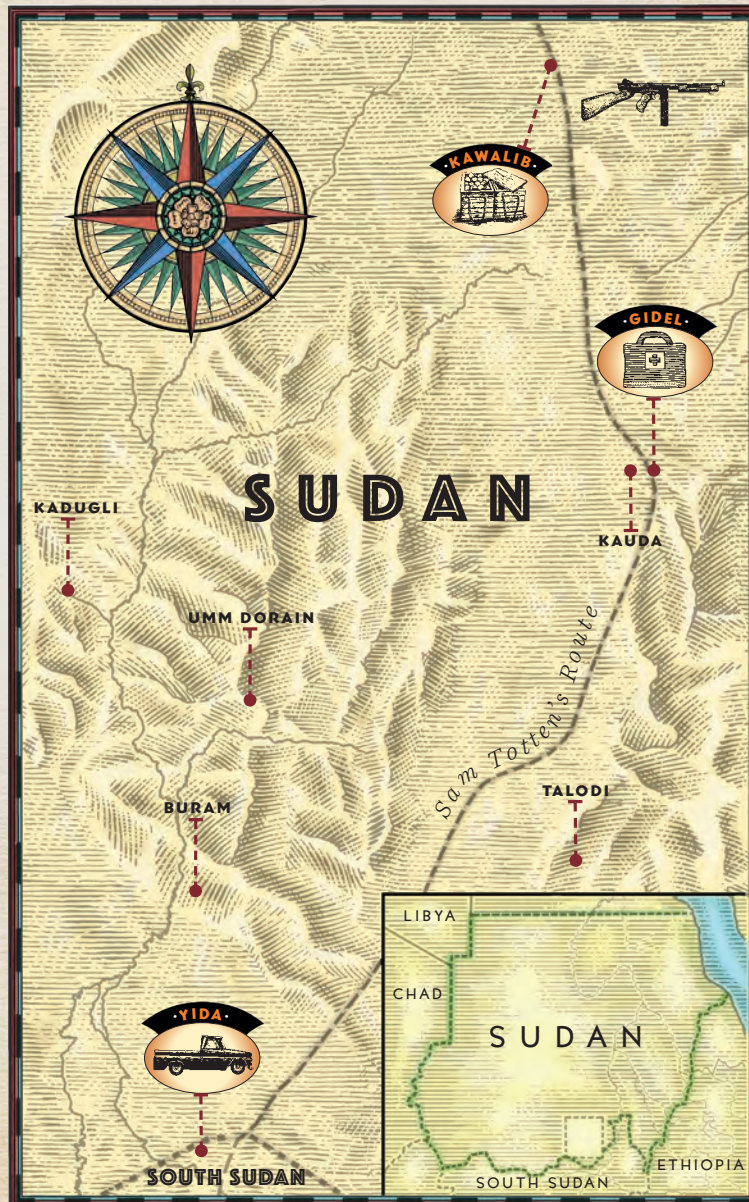 ·KAWALIB·
·GIDEL·
SUDAN
KADUGLI
KAUDA
UMM DORAIN
Sam Totten's Route
TALODI
BURAM
LIBYA
CHAD
SUDAN
·YIDA·
ETHIOPIA
SOUTH SUDAN
SOUTH SUDAN